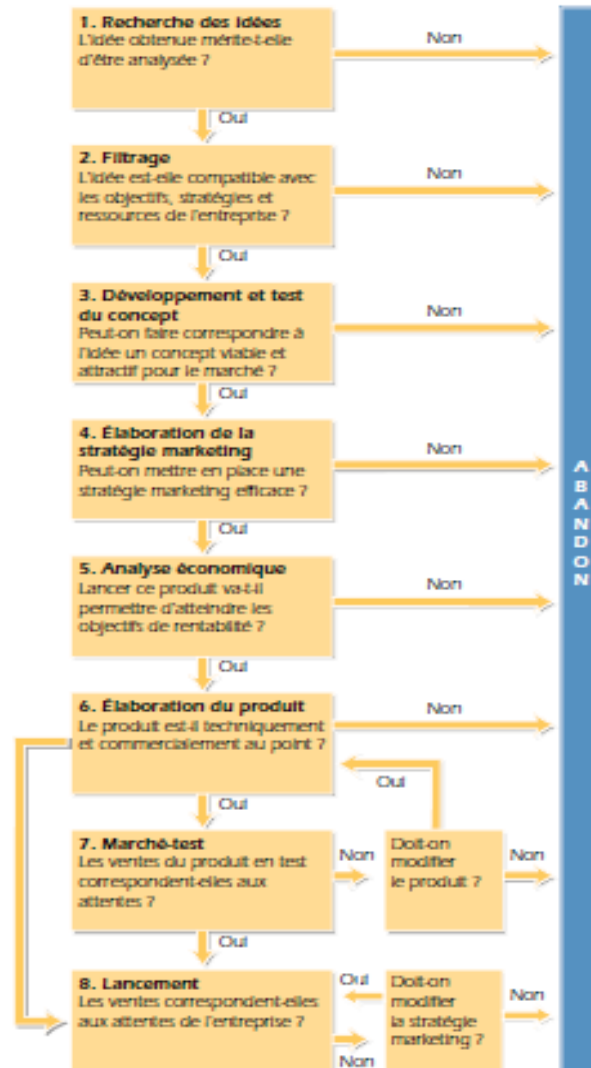 1. Recherche des idées
L'idée obtenue mérite-t-elle
d'être analysée ?
Non
Oui
2. Filtrage
L'idée est-elle compatible avec
les objectifs, stratégies et
ressources de l'entreprise ?
Non
Oui
3. Développement et test
du concept
Peut-on faire correspondre à
l'idée un concept viable et
attractif pour le marché ?
Non
Oui
4. Élaboration de la
stratégie marketing
Peut-on mettre en place une
stratégie marketing efficace ?
Non
Oui
5. Analyse économique
Lancer ce produit va-t-il
permettre d'atteindre les
objectifs de rentabilité ?
Non
Oui
6. Élaboration du produit
Le produit est-il techniquement
et commercialement au point ?
Non
Oui
Oui
7. Marché-test
Les ventes du produit en test
correspondent-elles aux
attentes ?
Non
Doit-on
modifier
le produit ?
Non
Oui
8. Lancement
Les ventes correspondent-elles
aux attentes de l'entreprise ?
Oui
Non
Doit-on
modifier
la stratégie
marketing ?
Non
ABANDON